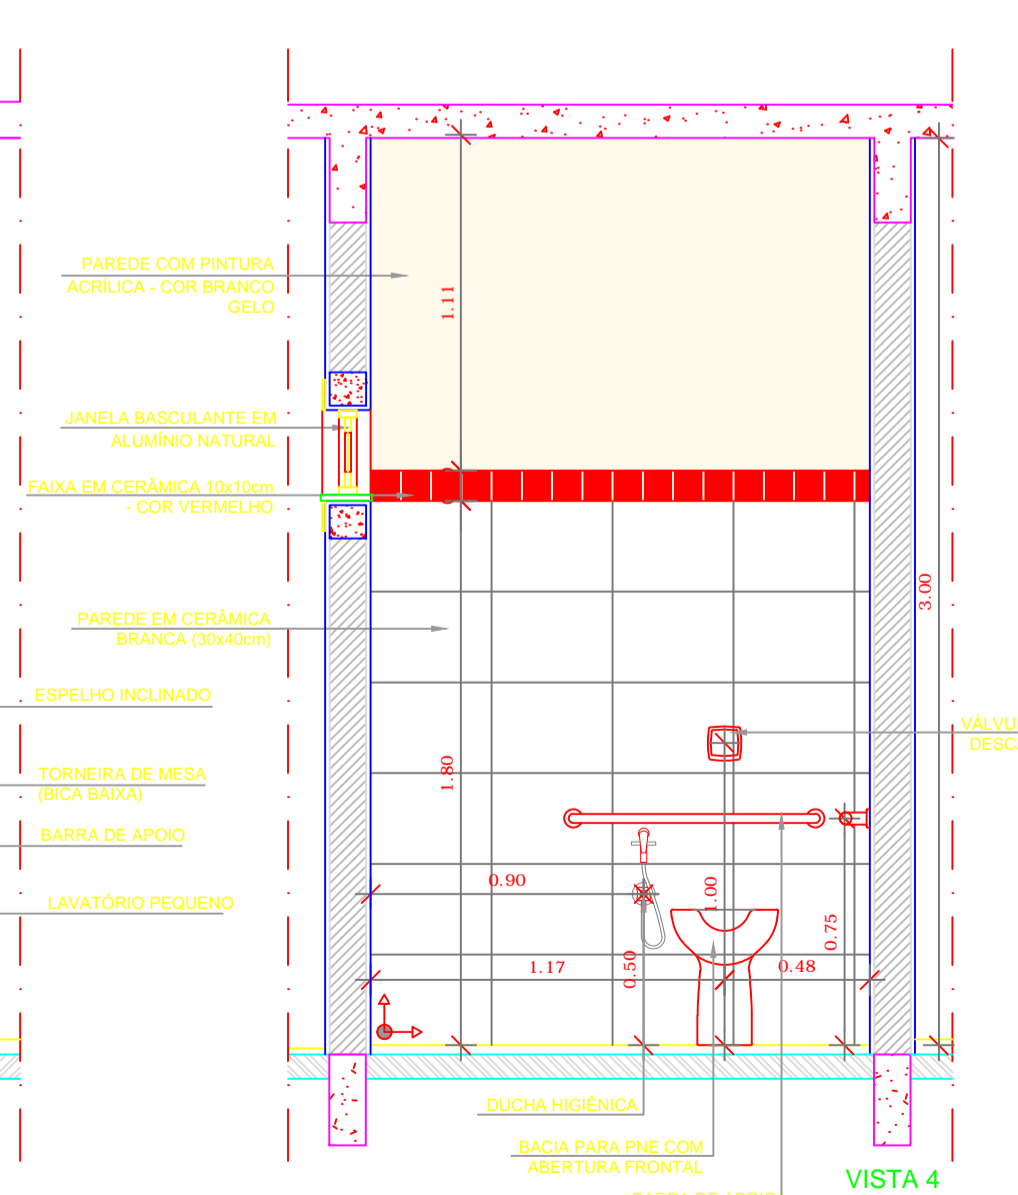 PAREDE COM PINTURA
ACRÍLICA - COR BRANCO
GELO
1.11
JANELA BASCULANTE EM
ALUMÍNIO NATURAL
FAIXA EM CERÂMICA 10x10cm
- COR VERMELHO
3.00
PAREDE EM CERÂMICA
BRANCA (30x40cm)
ESPELHO INCLINADO
TORNEIRA DE MESA
(BICA BAIXA)
BARRA DE APOIO
LAVATÓRIO PEQUENO
1.80
0.90
1.00
0.75
1.17
0.50
0.48
DUCHA HIGIÊNICA
BACIA PARA PNE COM
ABERTURA FRONTAL
BARRA DE APOIO
VISTA 4